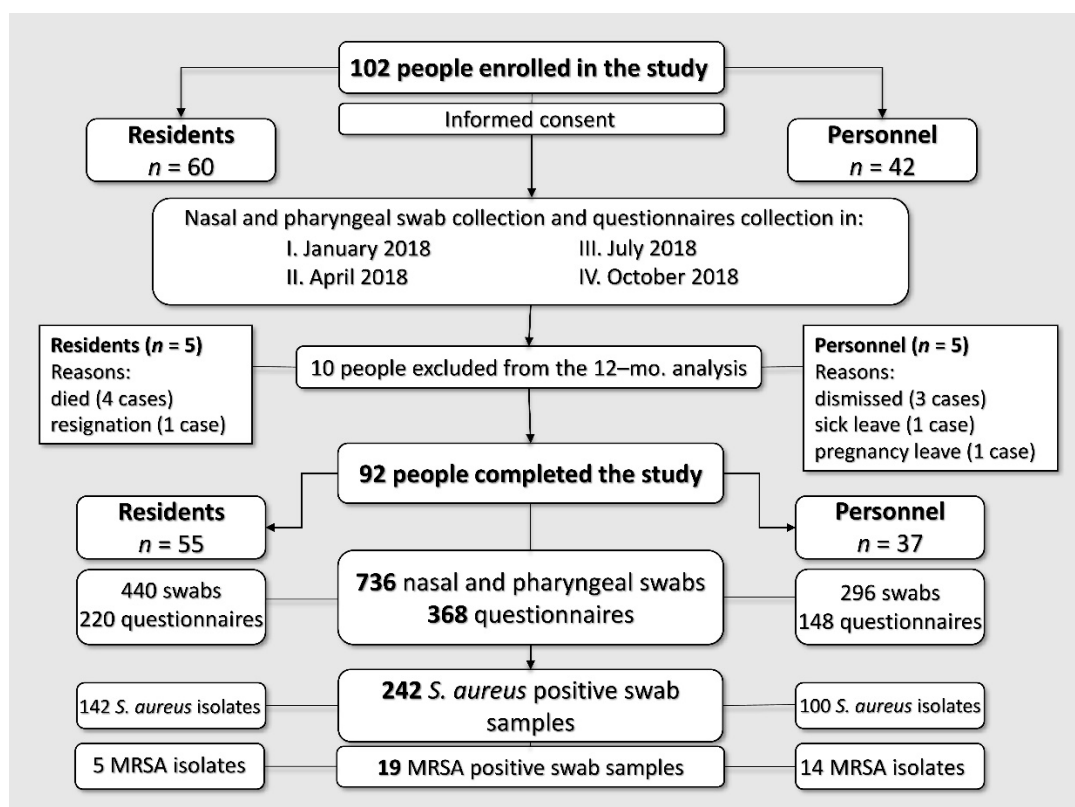 102 people enrolled in the study
Informed consent
Residents
n = 60
Personnel
n = 42
Nasal and pharyngeal swab collection and questionnaires collection in:
I. January 2018
II. April 2018
III. July 2018
IV. October 2018
Residents (n = 5)
Reasons:
died (4 cases)
resignation (1 case)
10 people excluded from the 12–mo. analysis
Personnel (n = 5)
Reasons:
dismissed (3 cases)
sick leave (1 case)
pregnancy leave (1 case)
92 people completed the study
Residents
n = 55
Personnel
n = 37
440 swabs
220 questionnaires
736 nasal and pharyngeal swabs
368 questionnaires
296 swabs
148 questionnaires
142 S. aureus isolates
242 S. aureus positive swab
samples
100 S. aureus isolates
5 MRSA isolates
19 MRSA positive swab samples
14 MRSA isolates